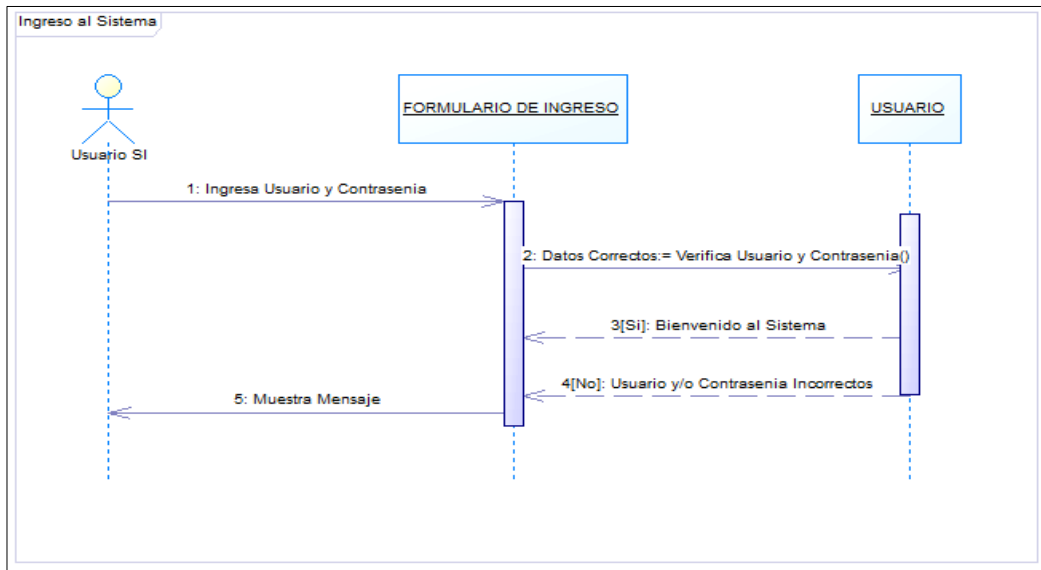 Ingreso al Sistema
Usuario SI
FORMULARIO DE INGRESO
USUARIO
1: Ingresa Usuario y Contrasenia
2: Datos Correctos:= Verifica Usuario y Contrasenia()
3[Si]: Bienvenido al Sistema
4[No]: Usuario y/o Contrasenia Incorrectos
5: Muestra Mensaje